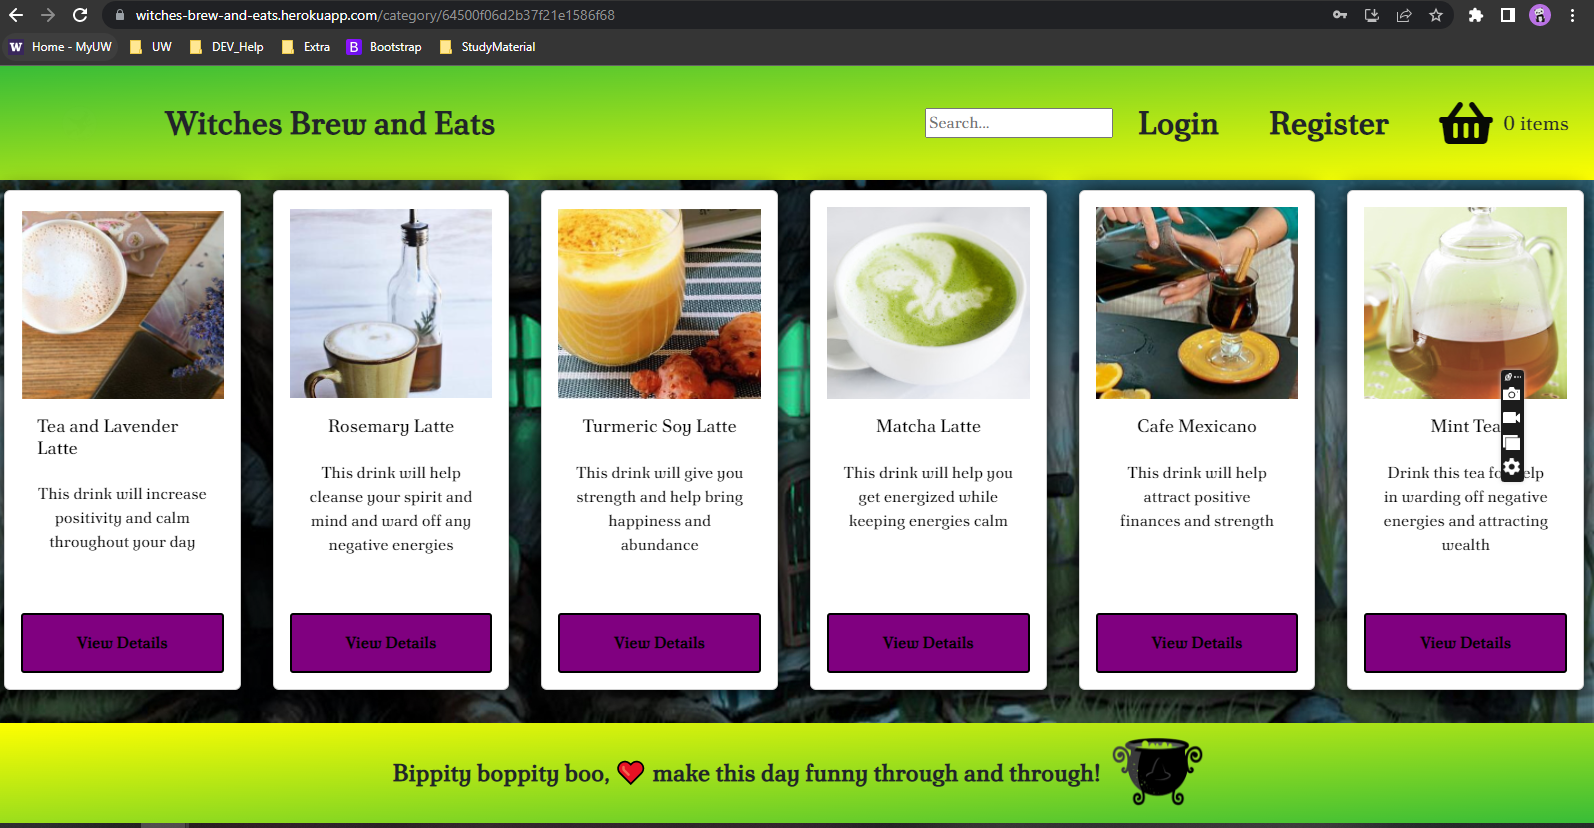 witches-brew-and-eats.herokuapp.com/category/64500f06d2b37f21e1586f68
W Home - MyUW UW DEV_Help Extra B Bootstrap StudyMaterial
Witches Brew and Eats
Search...
Login
Register
0 items
Tea and Lavender
Latte
This drink will increase
positivity and calm
throughout your day
View Details
Rosemary Latte
This drink will help
cleanse your spirit and
mind and ward off any
negative energies
View Details
Turmeric Soy Latte
This drink will give you
strength and help bring
happiness and
abundance
View Details
Matcha Latte
This drink will help you
get energized while
keeping energies calm
View Details
Cafe Mexicano
This drink will help
attract positive
finances and strength
View Details
Mint Tea
Drink this tea fo elp
in warding off negative
energies and attracting
wealth
View Details
Bippity boppity boo, ❤️ make this day funny through and through!